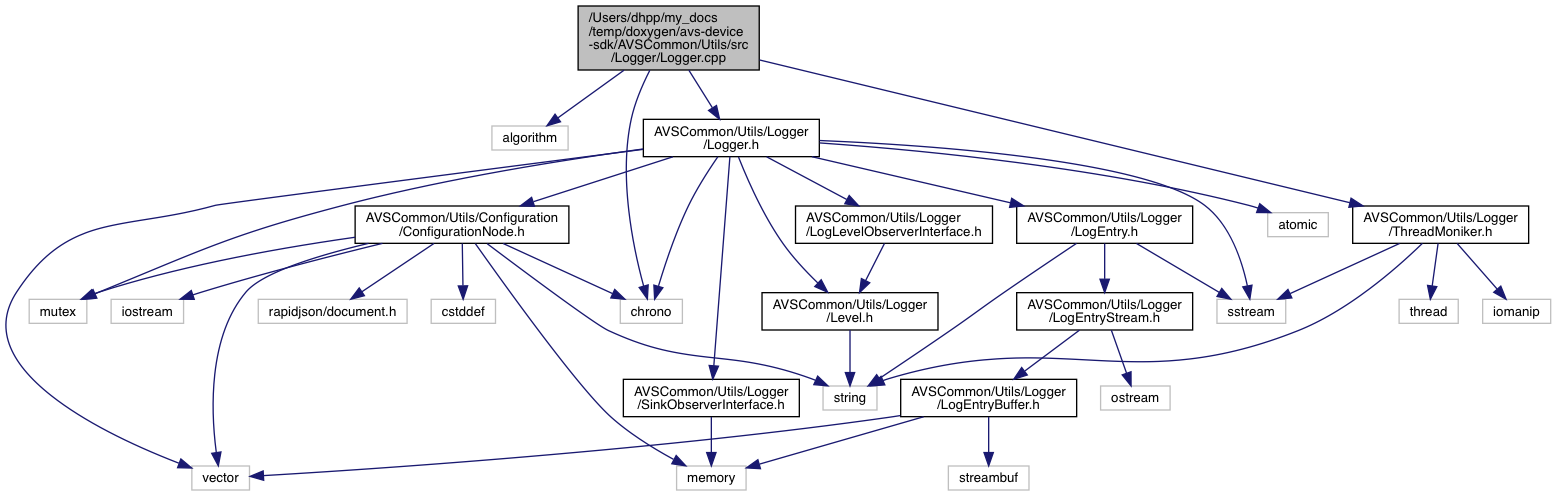 /Users/dhpp/my_docs
/temp/doxygen/avs-device
-sdk/AVSCommon/Utils/src
/Logger/Logger.cpp
algorithm
AVSCommon/Utils/Logger
/Logger.h
AVSCommon/Utils/Configuration
/ConfigurationNode.h
AVSCommon/Utils/Logger
/LogLevelObserverInterface.h
AVSCommon/Utils/Logger
/LogEntry.h
atomic
AVSCommon/Utils/Logger
/ThreadMoniker.h
mutex
iostream
rapidjson/document.h
cstddef
chrono
AVSCommon/Utils/Logger
/Level.h
AVSCommon/Utils/Logger
/LogEntryStream.h
sstream
thread
iomanip
AVSCommon/Utils/Logger
/SinkObserverInterface.h
string
AVSCommon/Utils/Logger
/LogEntryBuffer.h
ostream
vector
memory
streambuf